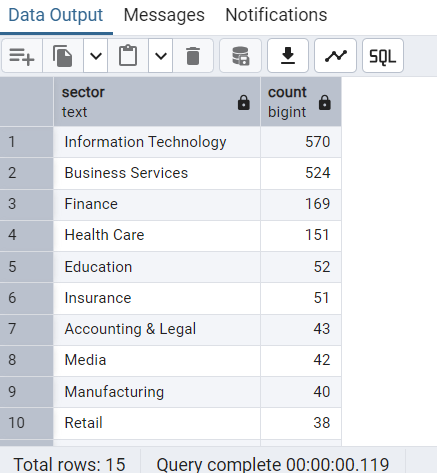 Data Output Messages Notifications
SQL
sector count
text bigint
1 Information Technology 570
2 Business Services 524
3 Finance 169
4 Health Care 151
5 Education 52
6 Insurance 51
7 Accounting & Legal 43
8 Media 42
9 Manufacturing 40
10 Retail 38
Total rows: 15 Query complete 00:00:00.119